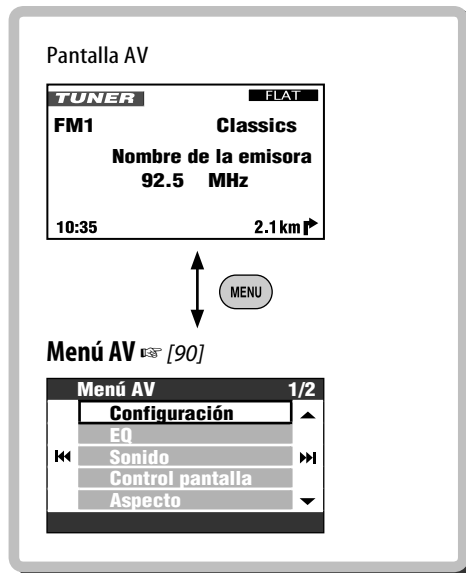 Pantalla AV
TUNER FLAT
FM1 Classics
Nombre de la emisora
92.5 MHz
10:35 2.1 km
MENU
Menú AV ☞ [90]
Menú AV 1/2
Configuración
EQ
Sonido
Control pantalla
Aspecto